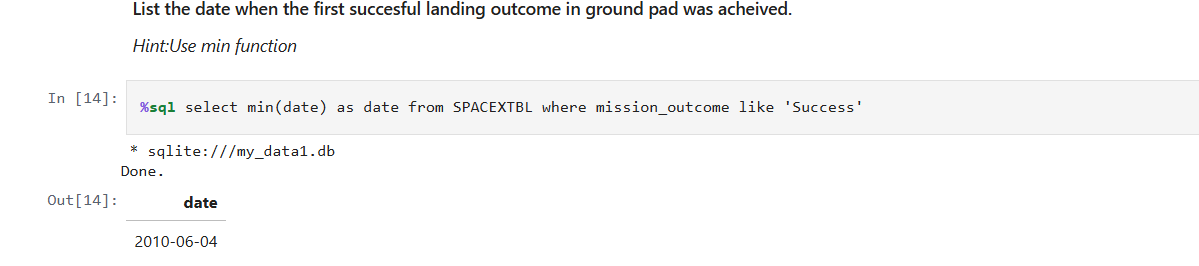 List the date when the first succesful landing outcome in ground pad was acheived.
Hint:Use min function
In [14]: %sql select min(date) as date from SPACEXTBL where mission_outcome like 'Success'
* sqlite:///my_data1.db
Done.
Out[14]: date
2010-06-04